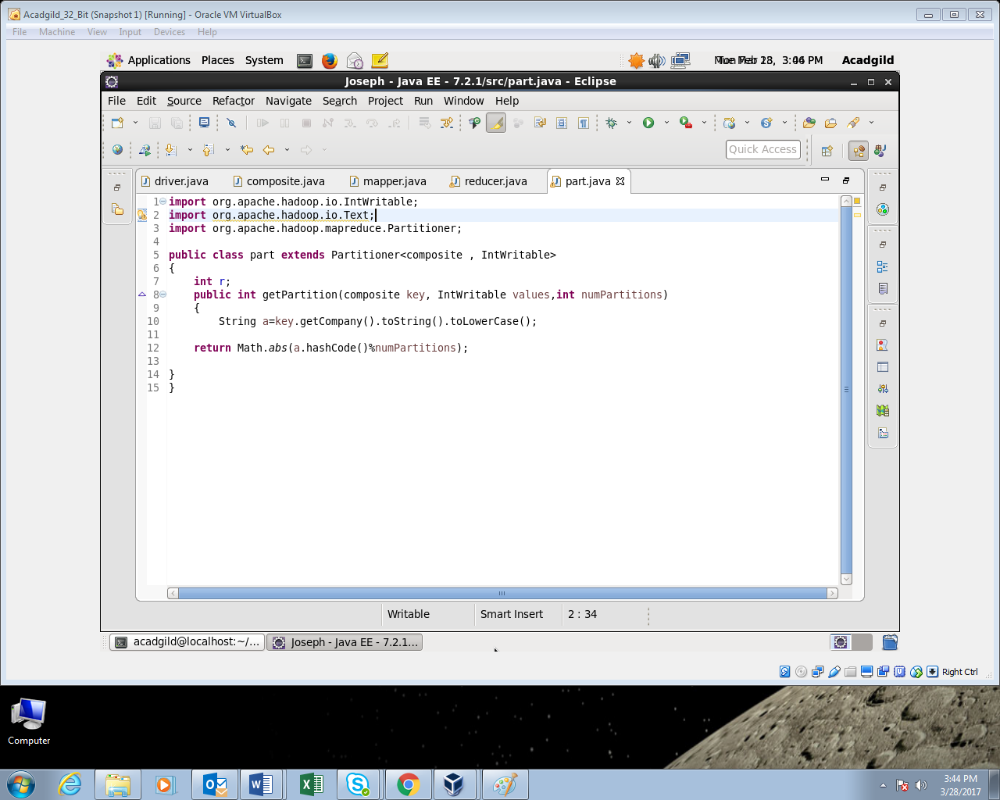 Acadgild_32_Bit (Snapshot 1) [Running] - Oracle VM VirtualBox
File Machine View Input Devices Help
Applications Places System
3:06 PM Acadgild
Joseph - Java EE - 7.2.1/src/part.java - Eclipse
File Edit Source Refactor Navigate Search Project Run Window Help
Quick Access
driver.java composite.java mapper.java reducer.java part.java
1 import org.apache.hadoop.io.IntWritable;
2 import org.apache.hadoop.io.Text;
3 import org.apache.hadoop.mapreduce.Partitioner;
4
5 public class part extends Partitioner<composite , IntWritable>
6 {
7 int r;
8 public int getPartition(composite key, IntWritable values,int numPartitions)
9 {
10 String a=key.getCompany().toString().toLowerCase();
11
12 return Math.abs(a.hashCode()%numPartitions);
13
14 }
15 }
Writable Smart Insert 2 : 34
acadgild@localhost:~/... Joseph - Java EE - 7.2.1...
Right Ctrl
Computer
3:44 PM
3/28/2017